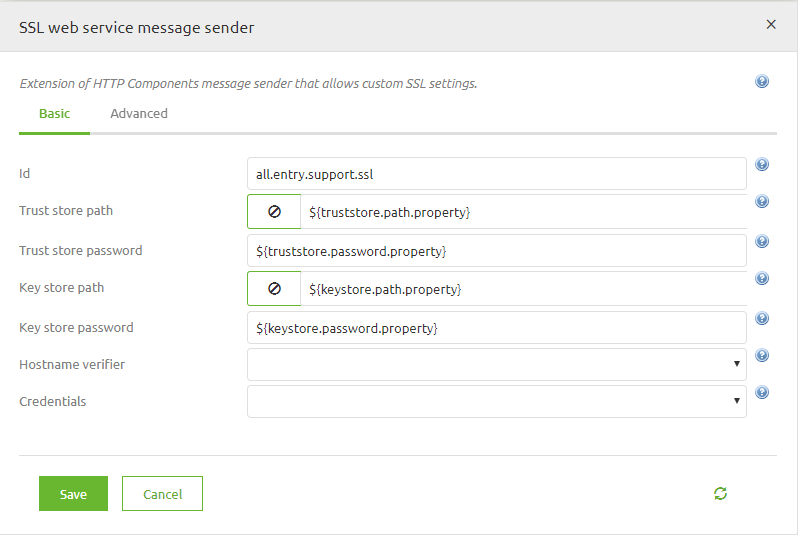 SSL web service message sender ×
Extension of HTTP Components message sender that allows custom SSL settings.
Basic Advanced
Id all.entry.support.ssl
Trust store path ${truststore.path.property}
Trust store password ${truststore.password.property}
Key store path ${keystore.path.property}
Key store password ${keystore.password.property}
Hostname verifier
Credentials
Save Cancel